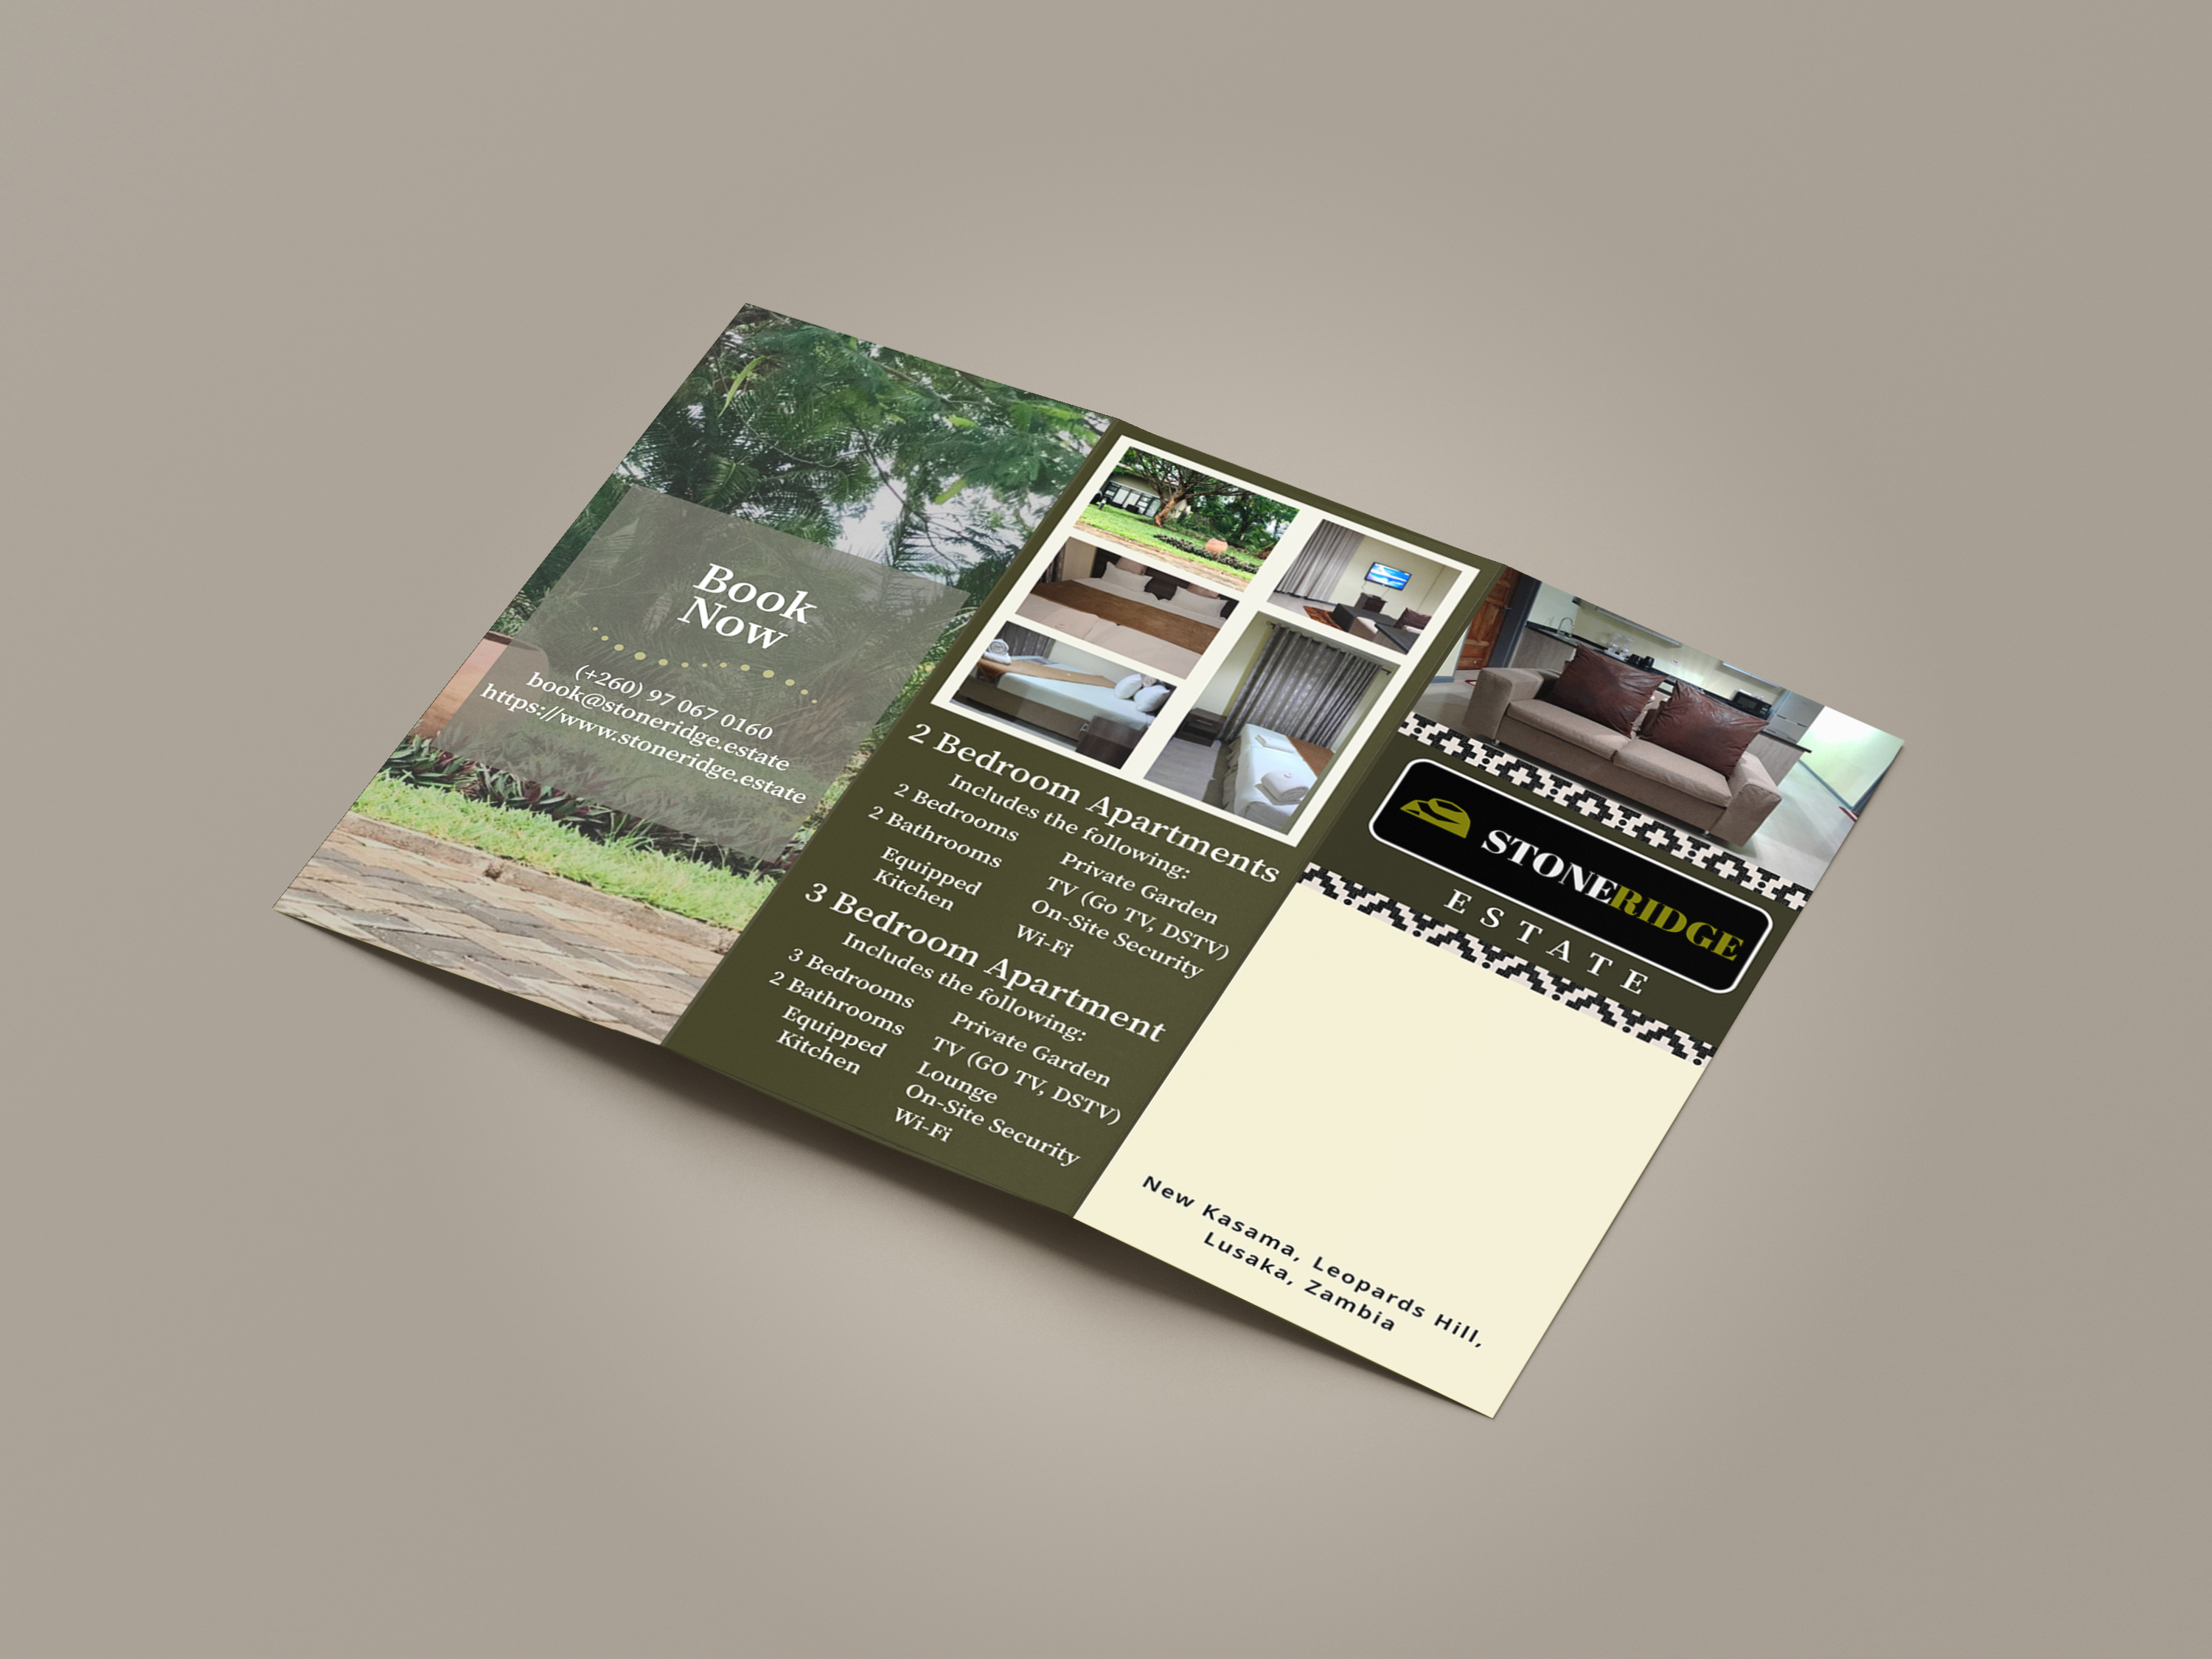 Book
Now
(+260) 97 067 0160
book@stoneridge.estate
https://www.stoneridge.estate
2 Bedroom Apartments
Includes the following:
2 Bedrooms
2 Bathrooms
Equipped
Kitchen
Private Garden
TV (Go TV, DSTV)
On-Site Security
Wi-Fi
3 Bedroom Apartment
Includes the following:
3 Bedrooms
2 Bathrooms
Equipped
Kitchen
Private Garden
TV (GO TV, DSTV)
Lounge
On-Site Security
Wi-Fi
STONERIDGE
ESTATE
New Kasama, Leopards Hill,
Lusaka, Zambia